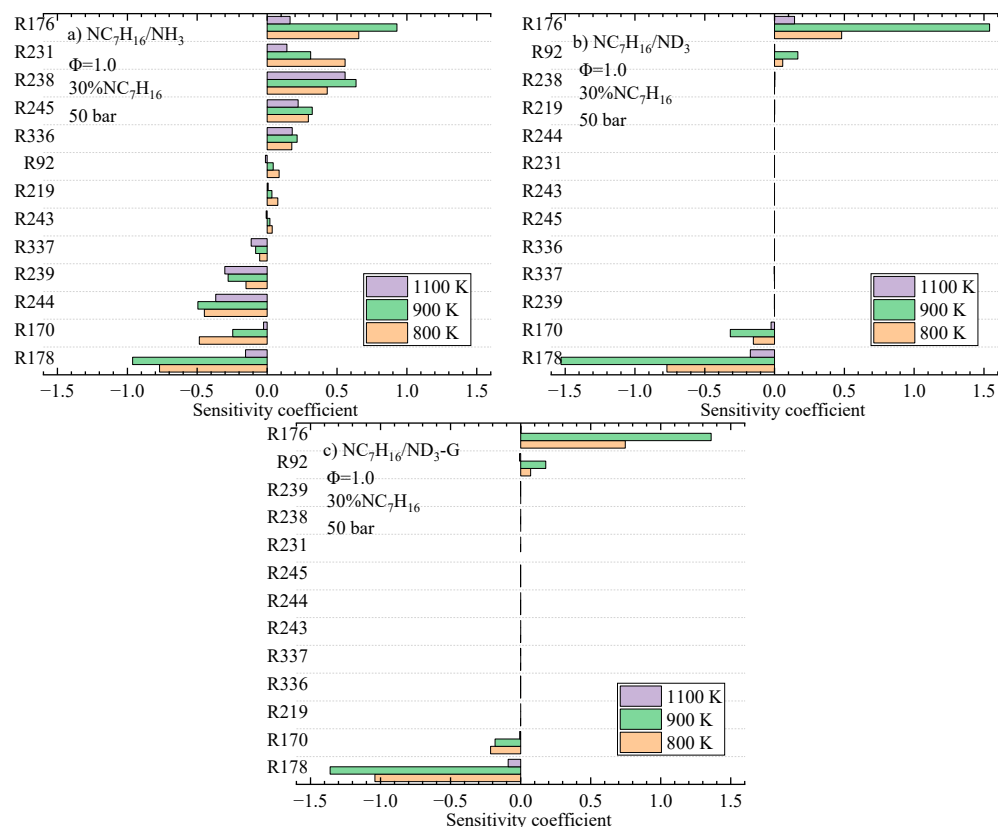 R176
R231
R238
R245
R336
R92
R219
R243
R337
R239
R244
R170
R178
a) NC₇H₁₆/NH₃
Φ=1.0
30%NC₇H₁₆
50 bar
1100 K
900 K
800 K
−1.5 −1.0 −0.5 0.0 0.5 1.0 1.5
Sensitivity coefficient
R176
R92
R238
R219
R244
R231
R243
R245
R336
R337
R239
R170
R178
b) NC₇H₁₆/ND₃
Φ=1.0
30%NC₇H₁₆
50 bar
1100 K
900 K
800 K
−1.5 −1.0 −0.5 0.0 0.5 1.0 1.5
Sensitivity coefficient
R176
R92
R239
R238
R231
R245
R244
R243
R337
R336
R219
R170
R178
c) NC₇H₁₆/ND₃-G
Φ=1.0
30%NC₇H₁₆
50 bar
1100 K
900 K
800 K
−1.5 −1.0 −0.5 0.0 0.5 1.0 1.5
Sensitivity coefficient